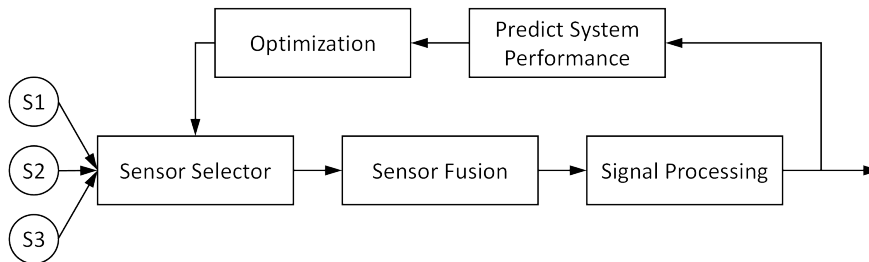 Optimization
Predict System
Performance
S1
S2
S3
Sensor Selector
Sensor Fusion
Signal Processing